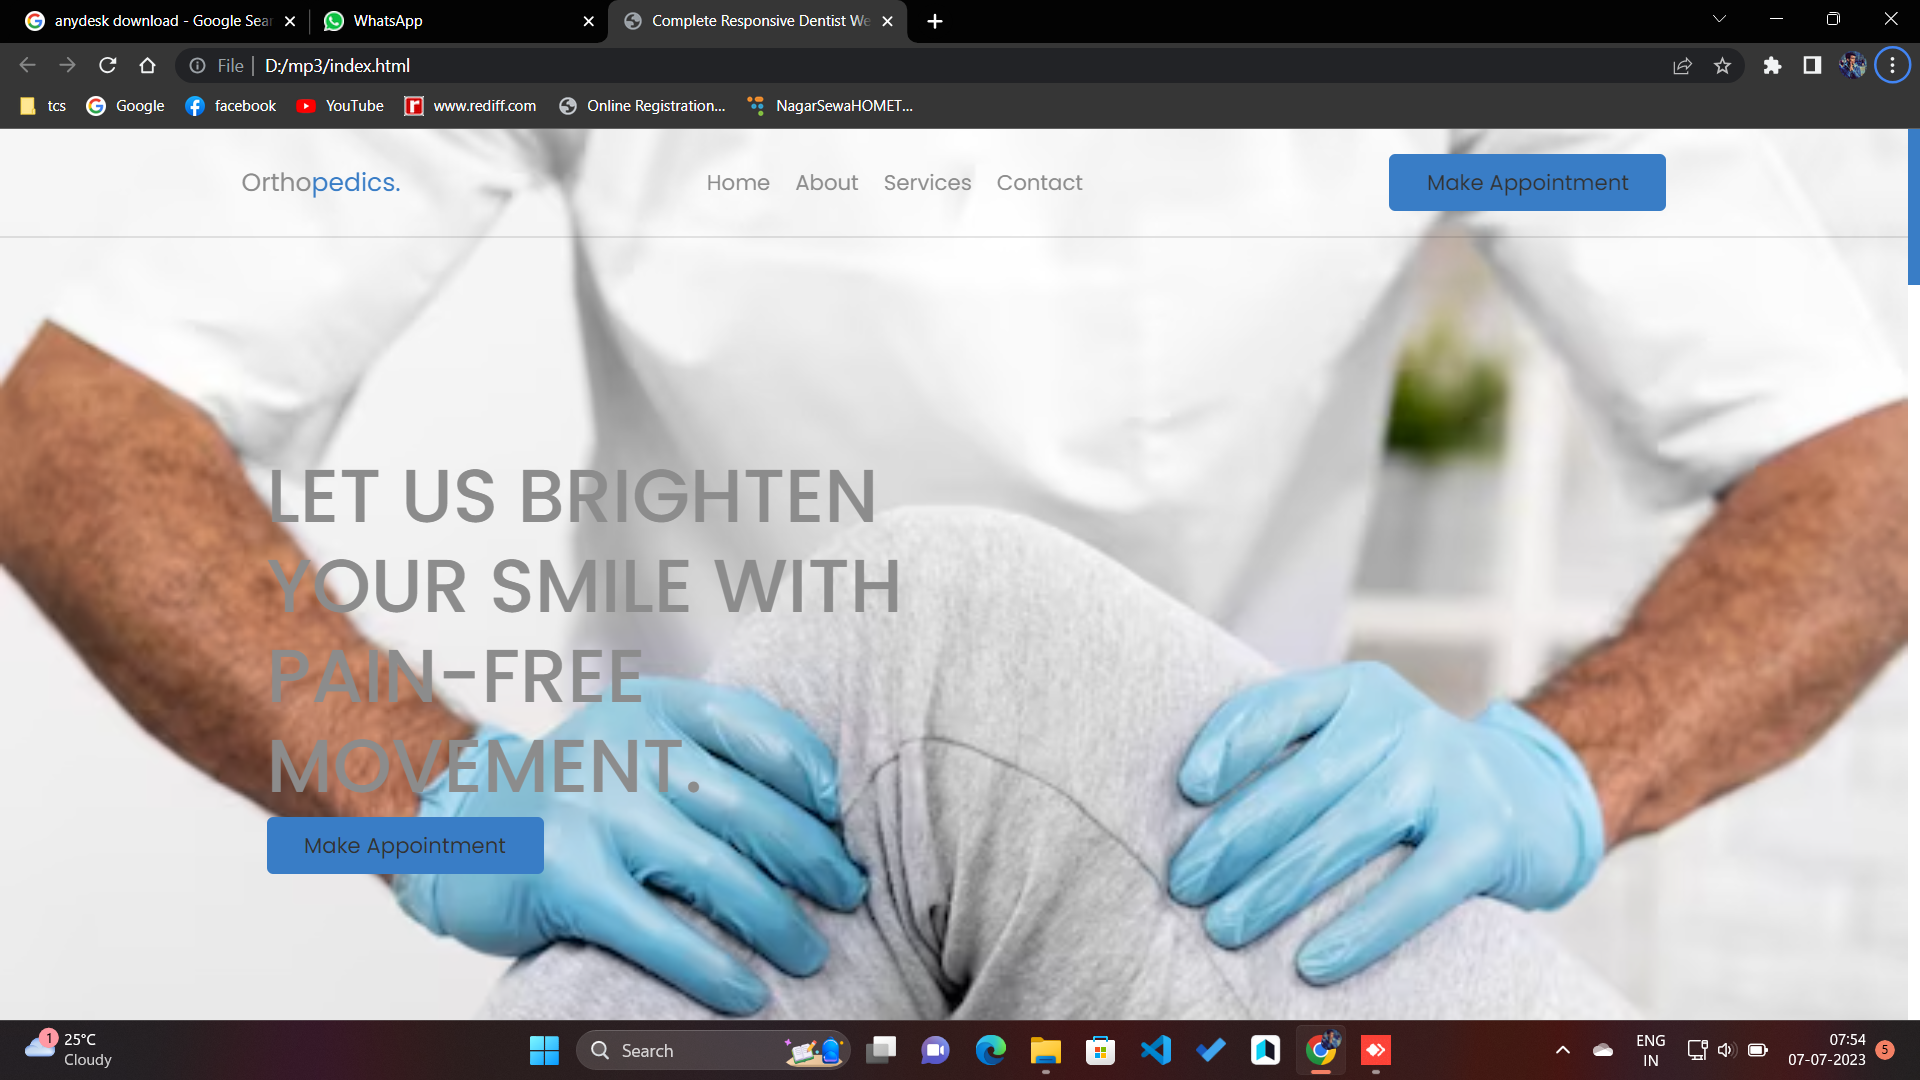 anydesk download - Google Sear
WhatsApp
Complete Responsive Dentist We
File
D:/mp3/index.html
tcs
Google
facebook
YouTube
www.rediff.com
Online Registration...
NagarSewaHOMET...
Orthopedics.
Home
About
Services
Contact
Make Appointment
LET US BRIGHTEN
YOUR SMILE WITH
PAIN-FREE
MOVEMENT.
Make Appointment
1
25°C
Cloudy
Search
ENG
IN
07:54
07-07-2023
5